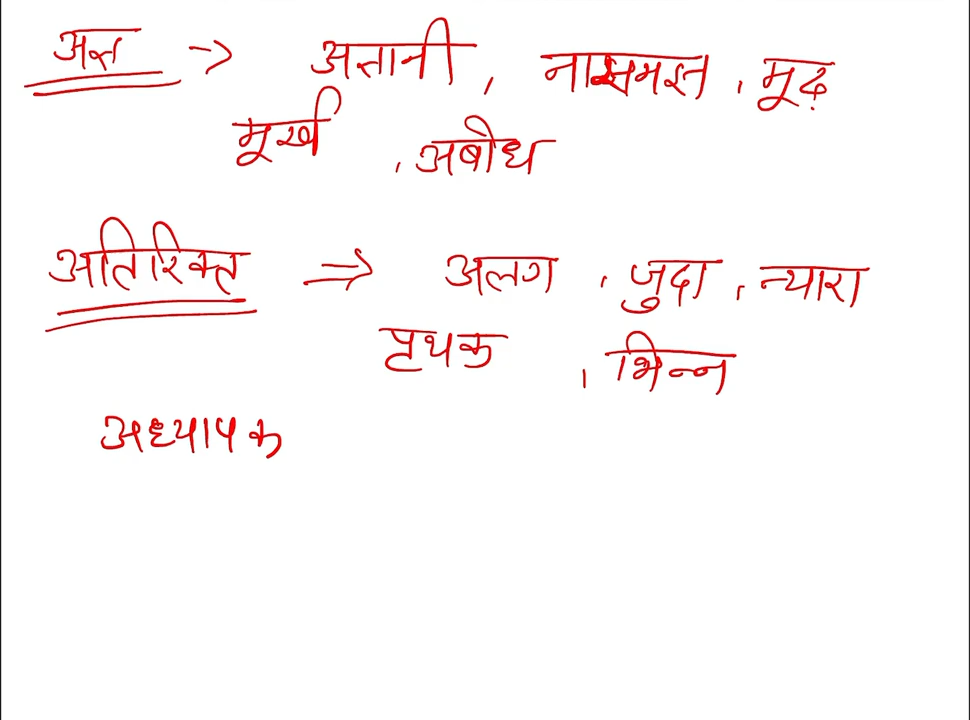 अज्ञ -> अज्ञानी , नासमझ , मूढ़
मूर्ख , अबोध
अतिरिक्त => अलग , जुदा , न्यारा
पृथक , भिन्न
अध्यापक